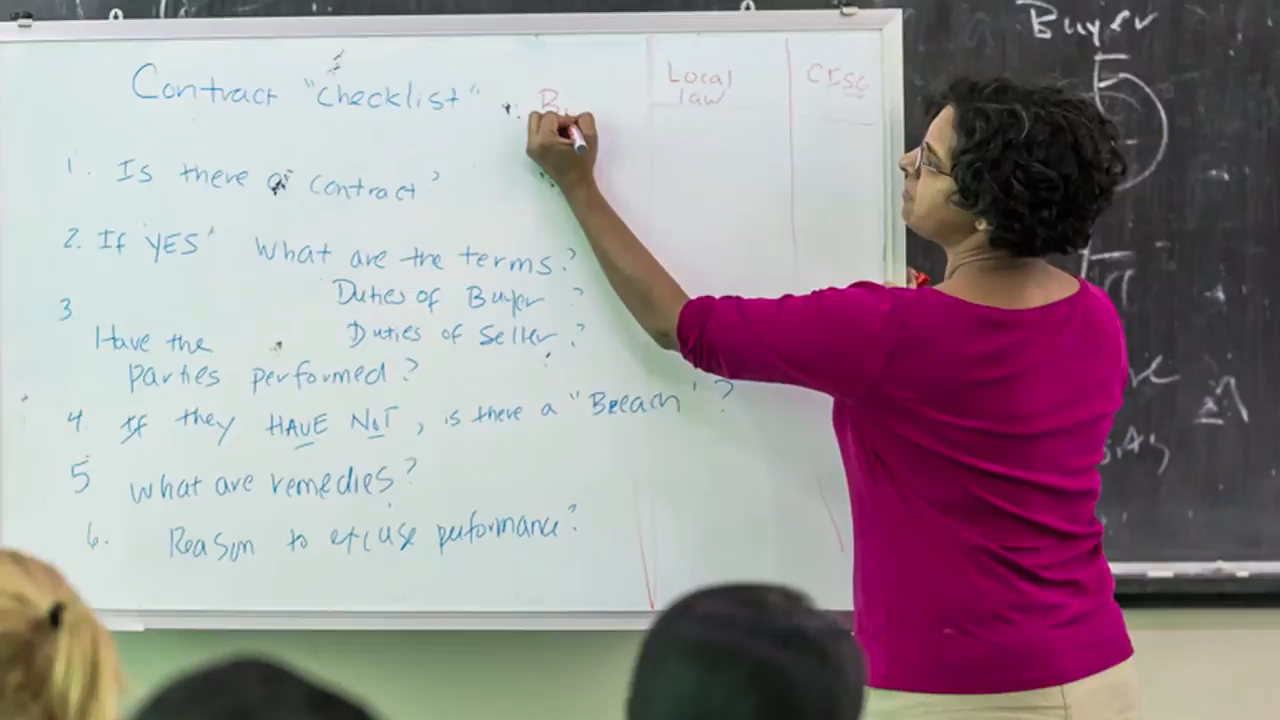 Contract "Checklist"
Bu
Local
law
CISG
Buyer
1. Is there a contract?
2. If "YES" What are the terms?
Duties of Buyer ?
Duties of Seller ?
3
Have the
parties performed?
4. If they HAVE NOT, is there a "Breach"?
5 What are remedies?
6. Reason to excuse performance?